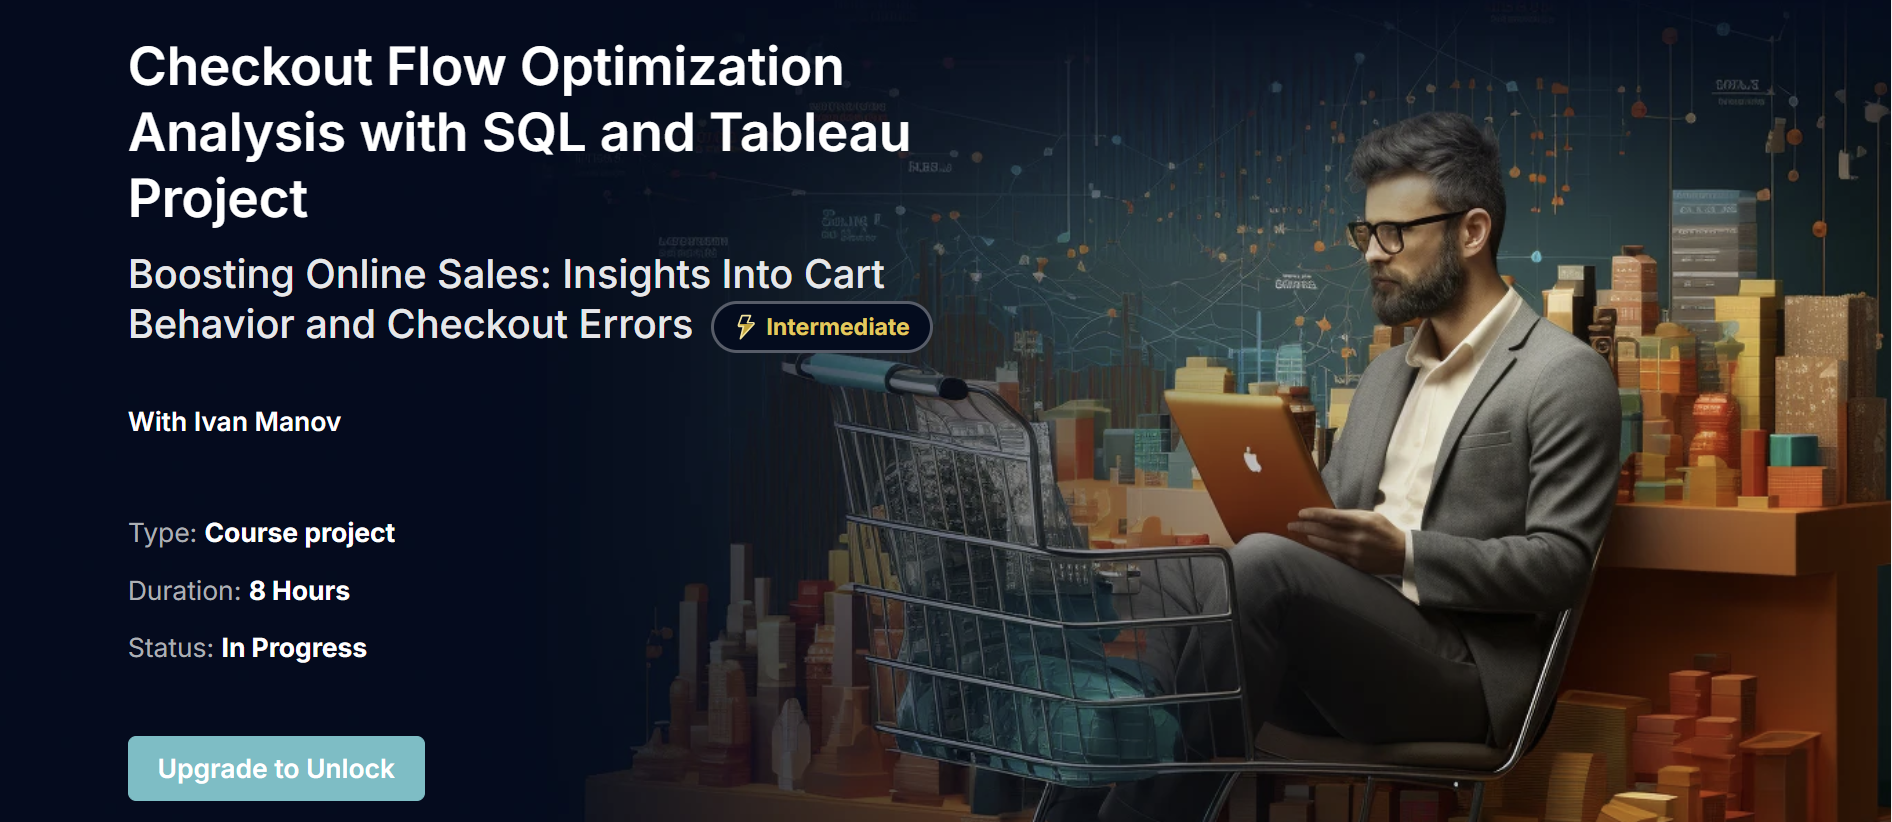 Checkout Flow Optimization
Analysis with SQL and Tableau
Project
Boosting Online Sales: Insights Into Cart
Behavior and Checkout Errors
Intermediate
With Ivan Manov
Type: Course project
Duration: 8 Hours
Status: In Progress
Upgrade to Unlock